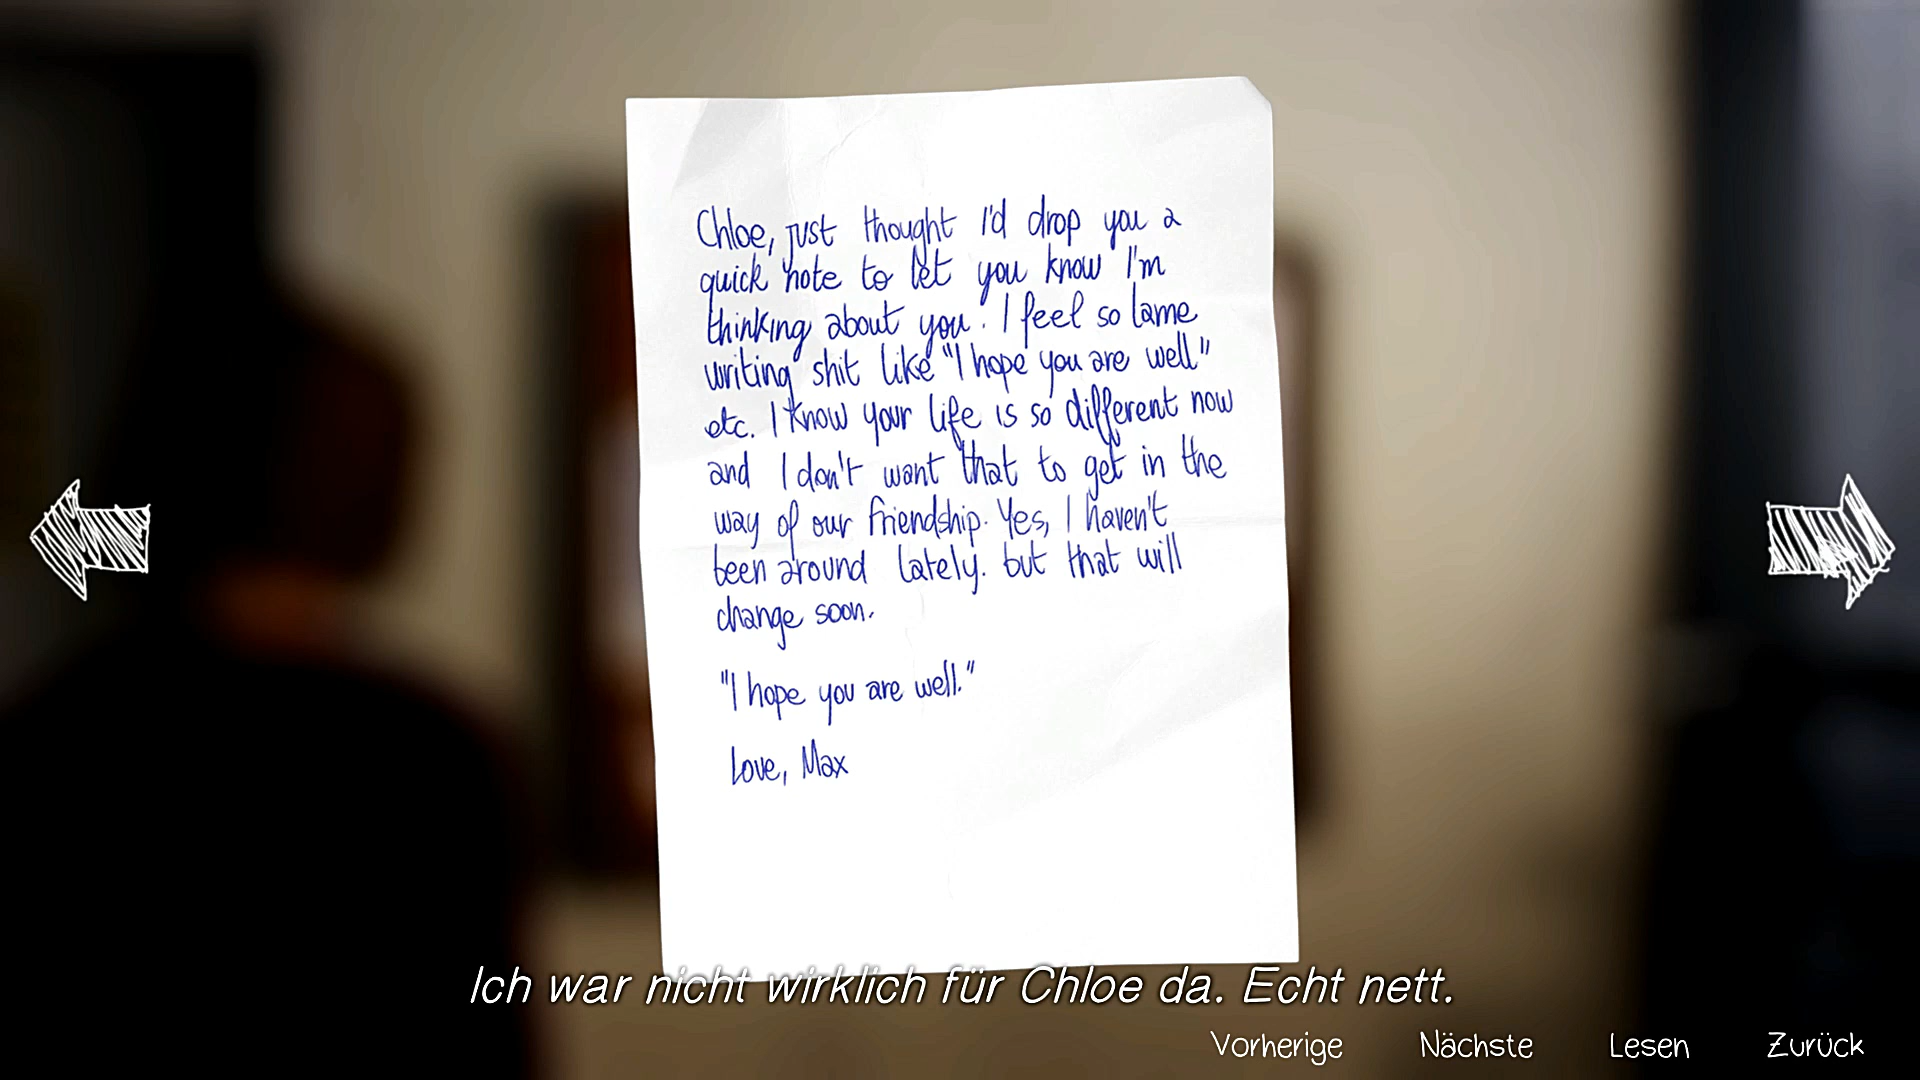 Chloe, just thought I'd drop you a
quick note to let you know I'm
thinking about you. I feel so lame
writing shit like "I hope you are well"
etc. I know your life is so different now
and I don't want that to get in the
way of our friendship. Yes, I haven't
been around lately. but that will
change soon.
"I hope you are well."
Love, Max
Ich war nicht wirklich für Chloe da. Echt nett.
Vorherige Nächste Lesen Zurück